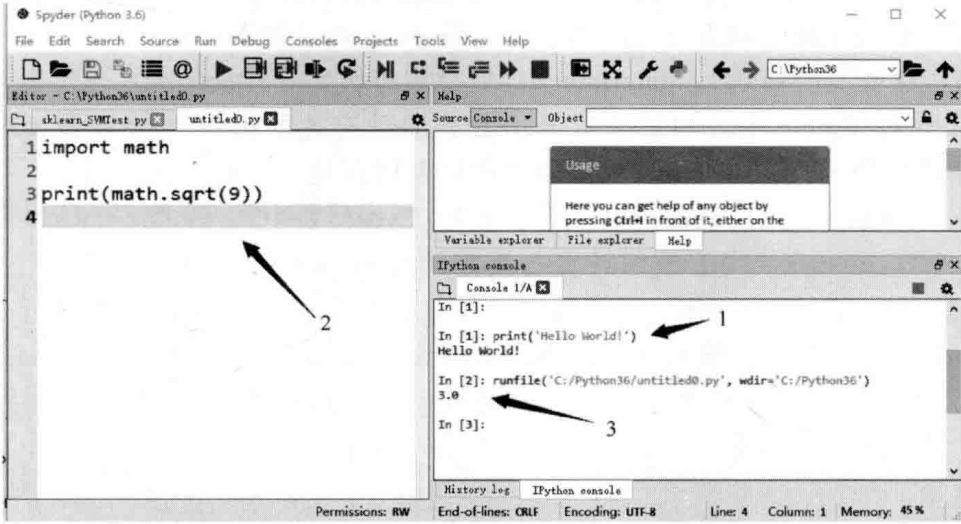 Spyder (Python 3.6)
File Edit Search Source Run Debug Consoles Projects Tools View Help
C:\Python36
Editor - C:\Python36\untitled0.py
sklearn_SVMTest.py untitled0.py
1 import math
2
3 print(math.sqrt(9))
4
2
Permissions: RW
Help
Source Console Object
Usage
Here you can get help of any object by
pressing Ctrl+I in front of it, either on the
Variable explorer File explorer Help
IPython console
Console 1/A
In [1]:
In [1]: print('Hello World!')
1
Hello World!
In [2]: runfile('C:/Python36/untitled0.py', wdir='C:/Python36')
3.0
3
In [3]:
History log IPython console
End-of-lines: CRLF Encoding: UTF-8 Line: 4 Column: 1 Memory: 45 %